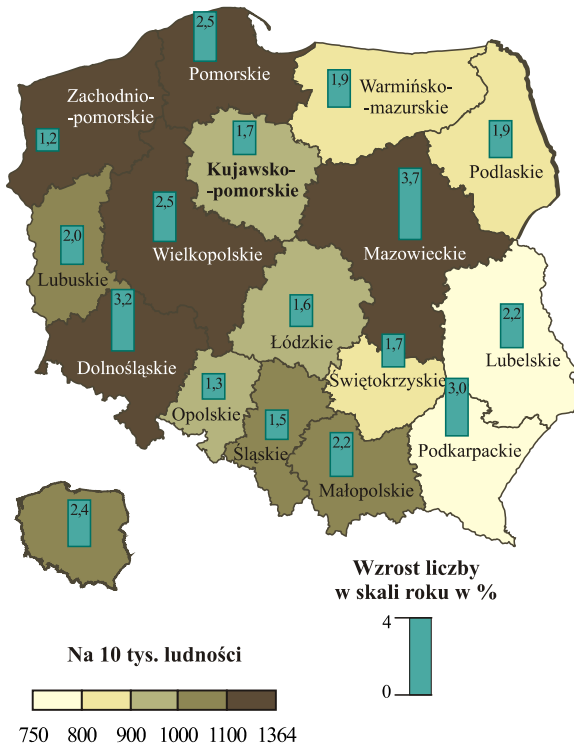 2,5
Pomorskie
Zachodnio-
-pomorskie
1,2
1,9
Warmińsko-
-mazurskie
1,9
Podlaskie
1,7
Kujawsko-
-pomorskie
2,5
Wielkopolskie
3,7
Mazowieckie
2,0
Lubuskie
3,2
Dolnośląskie
1,6
Łódzkie
2,2
Lubelskie
1,7
Świętokrzyskie
1,3
Opolskie
1,5
Śląskie
2,2
Małopolskie
3,0
Podkarpackie
2,4
Wzrost liczby
w skali roku w %
4
0
Na 10 tys. ludności
750 800 900 1000 1100 1364